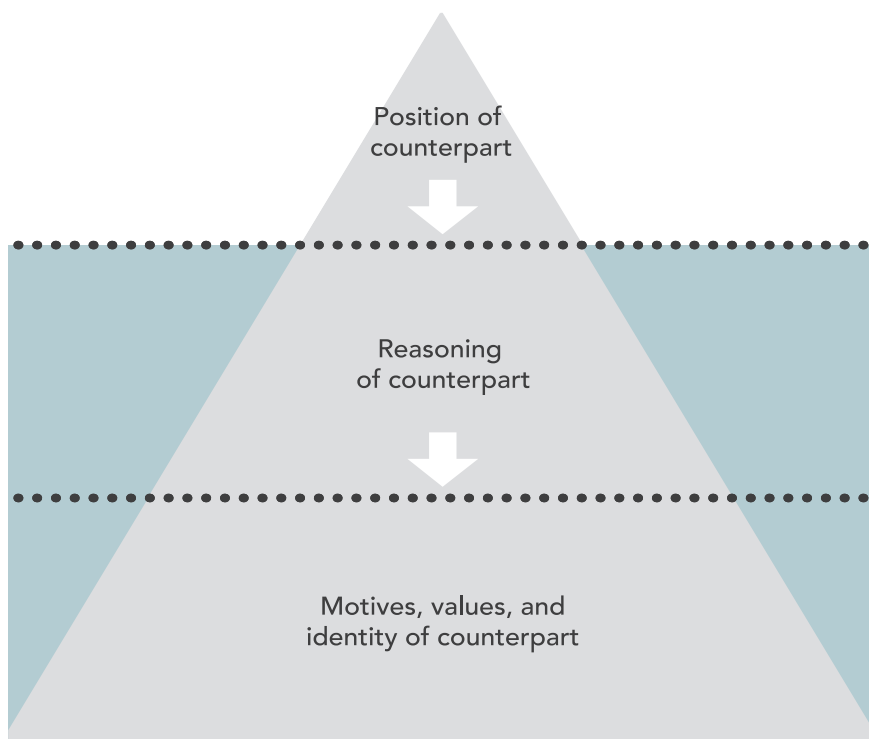 Position of
counterpart
Reasoning
of counterpart
Motives, values, and
identity of counterpart